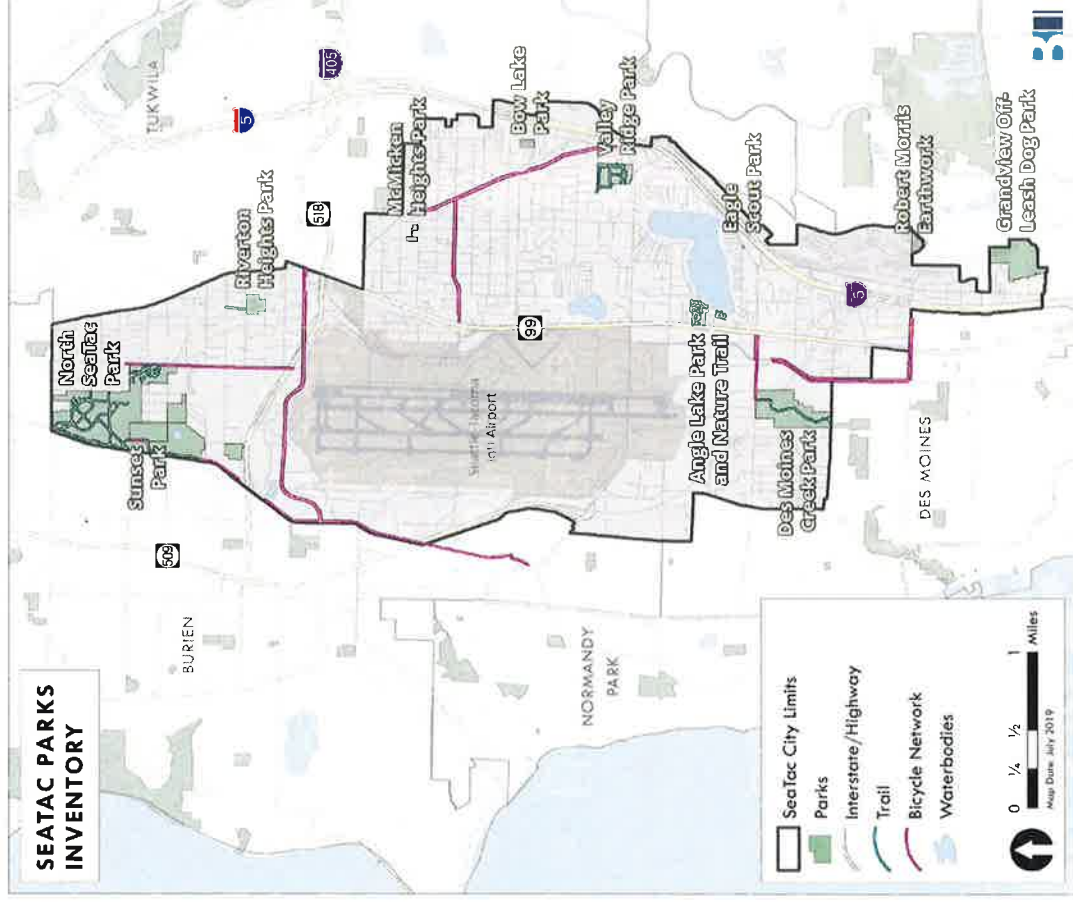 SEATAC PARKS
INVENTORY
TUKWILA
5
405
509
518
99
5
BURIEN
NORMANDY
PARK
DES MOINES
North
SeaTac
Park
Sunset
Park
Riverton
Heights Park
McMicken
Heights Park
Bow Lake
Park
Valley
Ridge Park
Seattle Tacoma
Int'l Airport
Angle Lake Park
and Nature Trail
Eagle
Scout Park
Des Moines
Creek Park
Robert Morris
Earthwork
Grandview Off-
Leash Dog Park
SeaTac City Limits
Parks
Interstate/Highway
Trail
Bicycle Network
Waterbodies
0 ¼ ½ 1
Miles
Map Date: July 2019